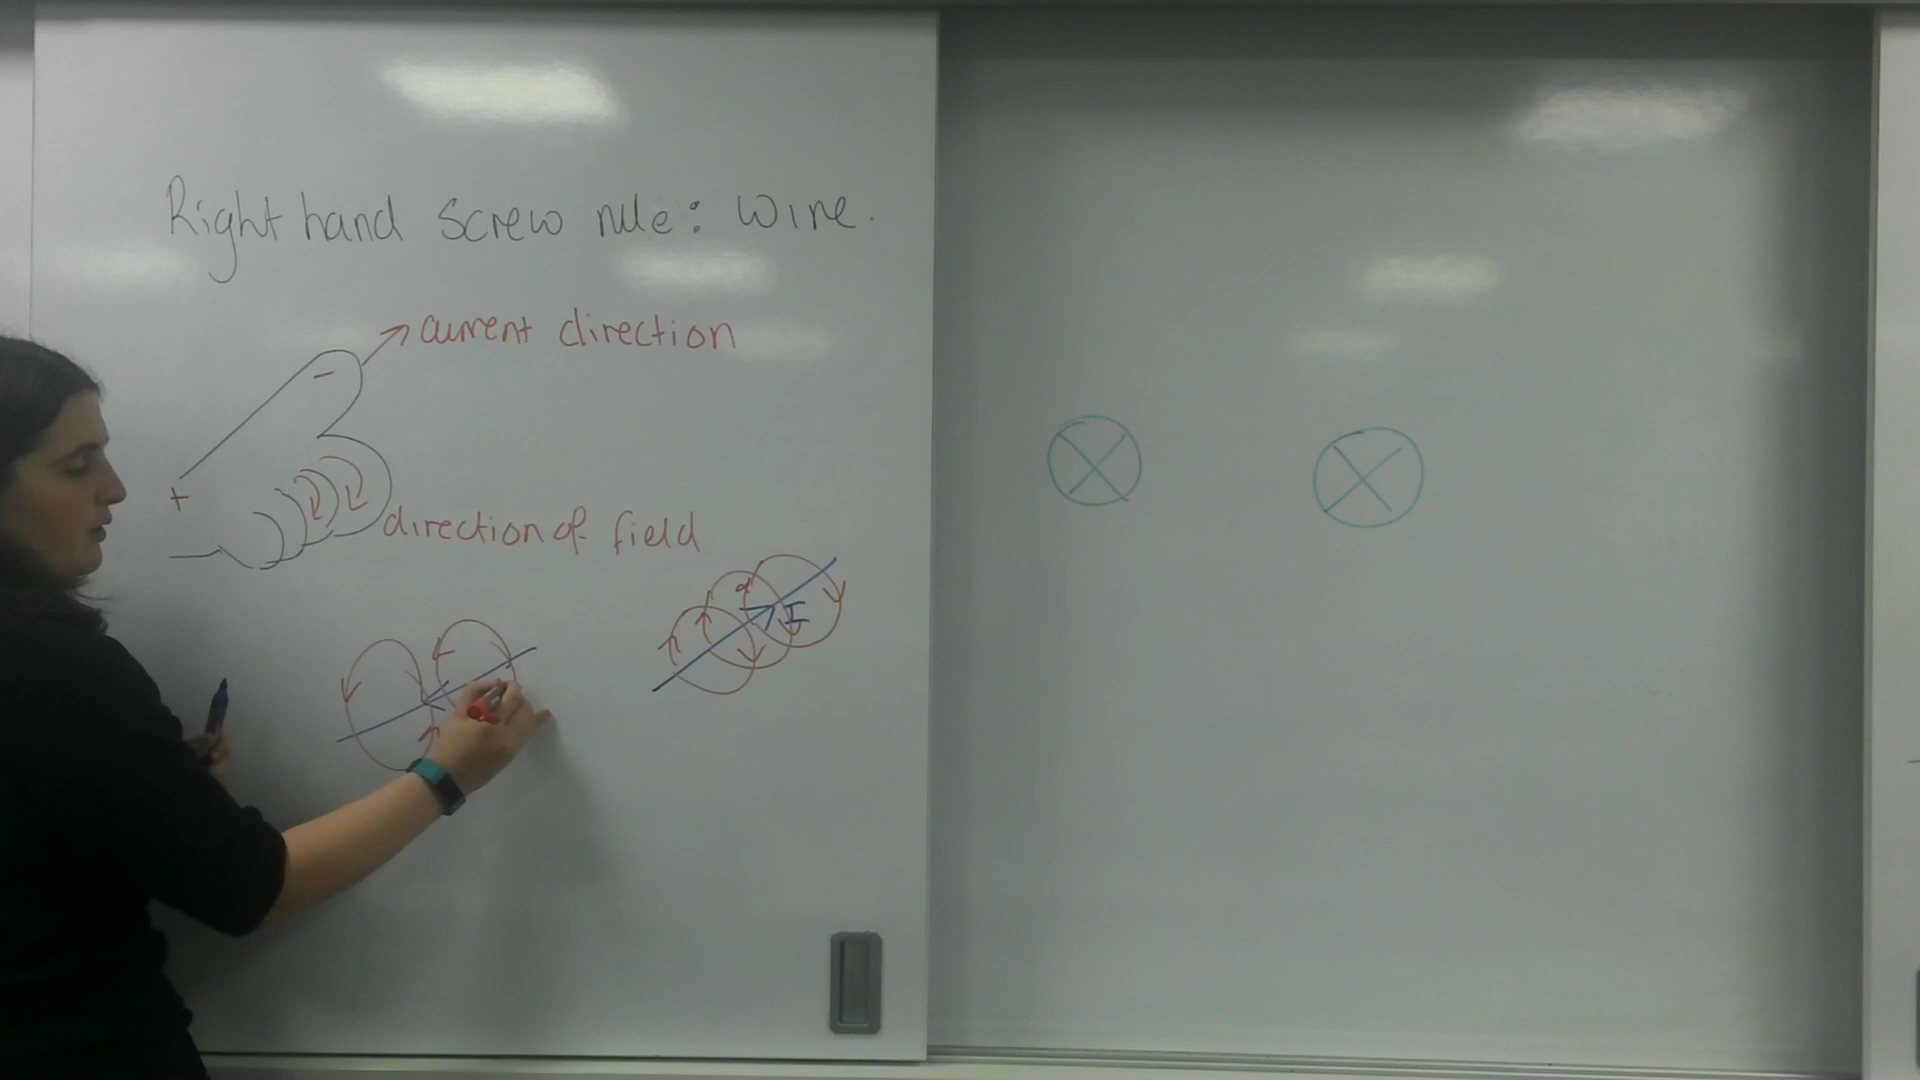 Right hand screw rule: Wire.
current direction
-
+
direction of field
I